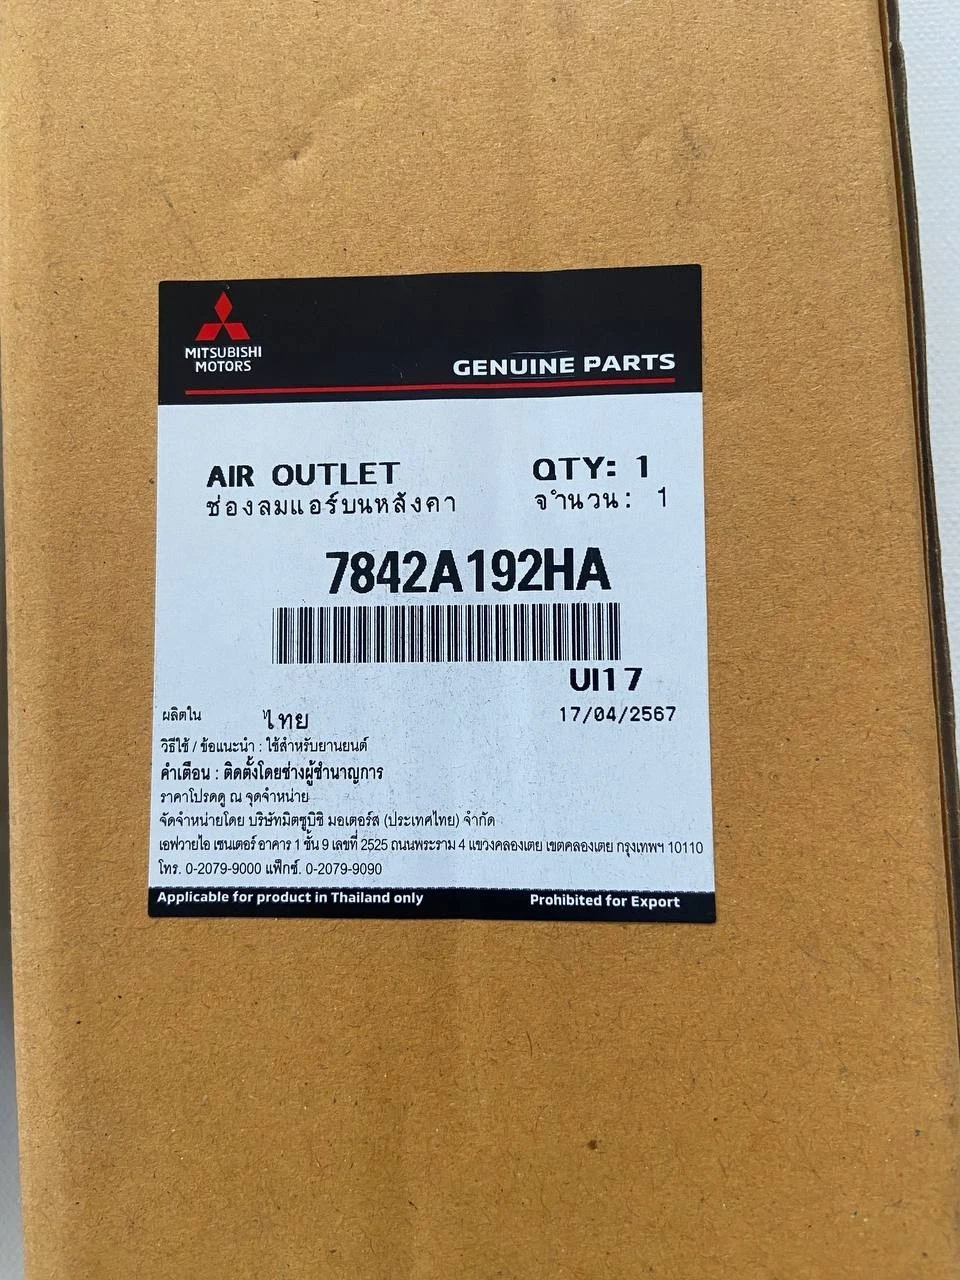 MITSUBISHI
MOTORS
GENUINE PARTS
AIR OUTLET QTY: 1
ช่องลมแอร์บนหลังคา จำนวน: 1
7842A192HA
UI17
ผลิตใน ไทย 17/04/2567
วิธีใช้ / ข้อแนะนำ : ใช้สำหรับยานยนต์
คำเตือน : ติดตั้งโดยช่างผู้ชำนาญการ
ราคาโปรดดู ณ จุดจำหน่าย
จัดจำหน่ายโดย บริษัทมิตซูบิชิ มอเตอร์ส (ประเทศไทย) จำกัด
เอฟวายไอ เซนเตอร์ อาคาร 1 ชั้น 9 เลขที่ 2525 ถนนพระราม 4 แขวงคลองเตย เขตคลองเตย กรุงเทพฯ 10110
โทร. 0-2079-9000 แฟ็กซ์. 0-2079-9090
Applicable for product in Thailand only Prohibited for Export